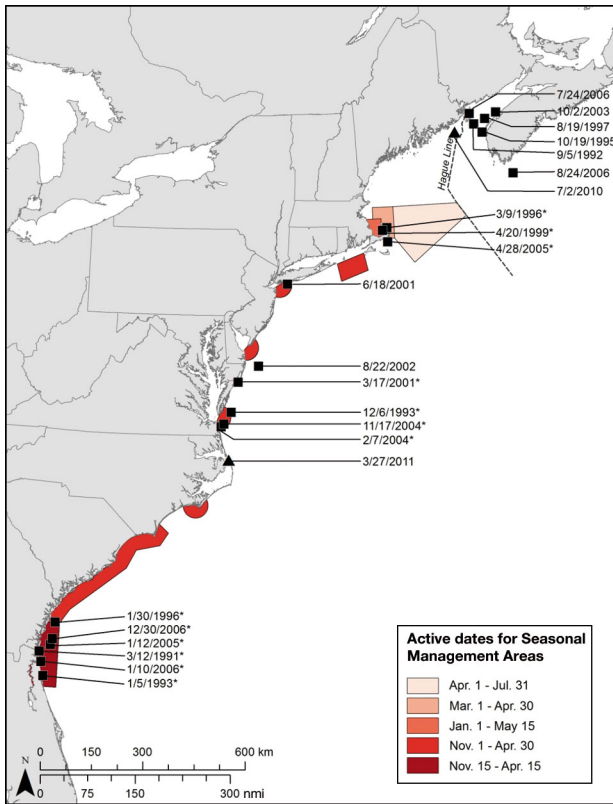 7/24/2006
10/2/2003
8/19/1997
10/19/1995
9/5/1992
8/24/2006
7/2/2010
Hague Line
3/9/1996*
4/20/1999*
4/28/2005*
6/18/2001
8/22/2002
3/17/2001*
12/6/1993*
11/17/2004*
2/7/2004*
3/27/2011
1/30/1996*
12/30/2006*
1/12/2005*
3/12/1991*
1/10/2006*
1/5/1993*
Active dates for Seasonal
Management Areas
Apr. 1 - Jul. 31
Mar. 1 - Apr. 30
Jan. 1 - May 15
Nov. 1 - Apr. 30
Nov. 15 - Apr. 15
N
0 150 300 450 600 km
0 75 150 300 nmi